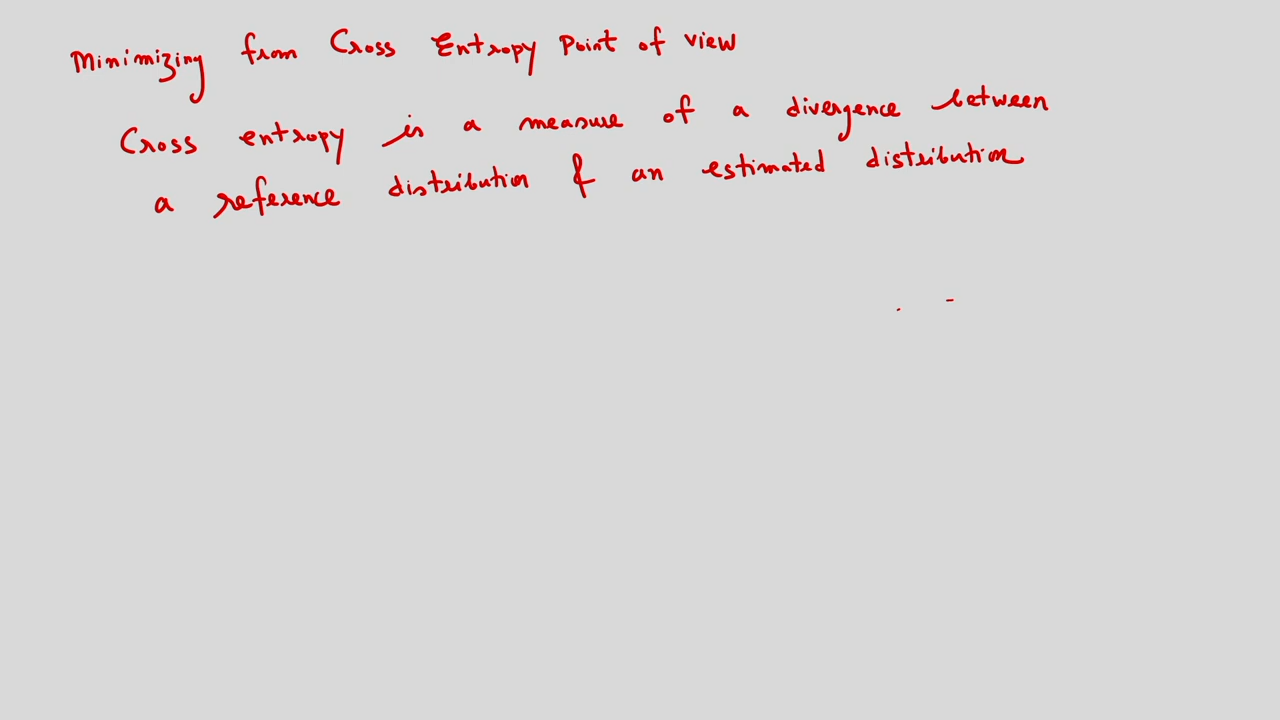 Minimizing from Cross Entropy Point of view
Cross entropy is a measure of a divergence between
a reference distribution & an estimated distribution